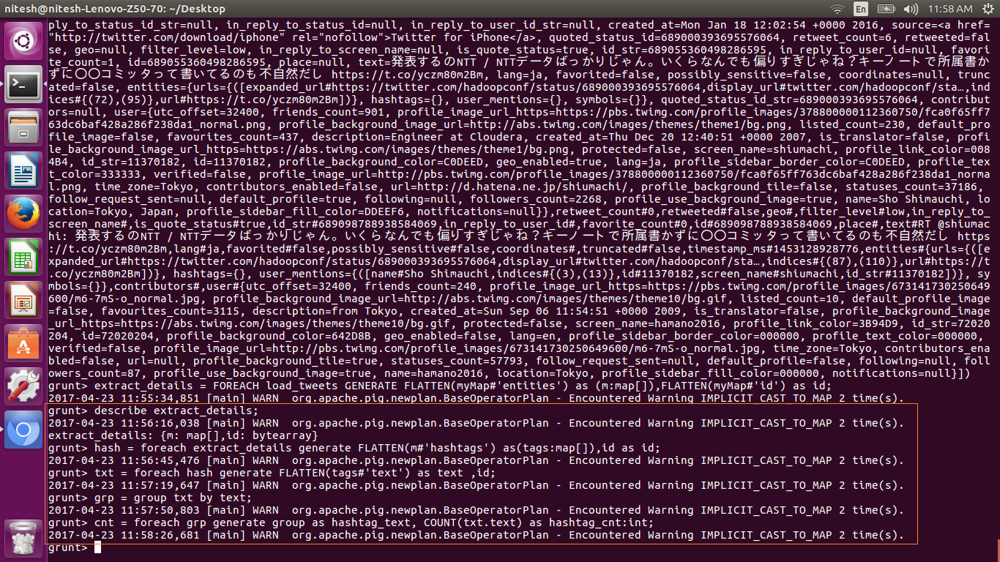 nitesh@nitesh-Lenovo-Z50-70: ~/Desktop
En
11:58 AM
ply_to_status_id_str=null, in_reply_to_status_id=null, in_reply_to_user_id_str=null, created_at=Mon Jan 18 12:02:54 +0000 2016, source=<a href=
"http://twitter.com/download/iphone" rel="nofollow">Twitter for iPhone</a>, quoted_status_id=689000393695576064, retweet_count=6, retweeted=fal
se, geo=null, filter_level=low, in_reply_to_screen_name=null, is_quote_status=true, id_str=689055360498286595, in_reply_to_user_id=null, favori
te_count=1, id=689055360498286595, place=null, text=発表するのNTT / NTTデータばっかりじゃん。いくらなんでも偏りすぎじゃね？キーノートで所属書か
ずに〇〇コミッタって書いてるのも不自然だし https://t.co/yczm80m2Bm, lang=ja, favorited=false, possibly_sensitive=false, coordinates=null, trunc
ated=false, entities={urls={([expanded_url#https://twitter.com/hadoopconf/status/689000393695576064,display_url#twitter.com/hadoopconf/sta…,ind
ices#{(72),(95)},url#https://t.co/yczm80m2Bm])}, hashtags={}, user_mentions={}, symbols={}}, quoted_status_id_str=689000393695576064, contribut
ors=null, user={utc_offset=32400, friends_count=901, profile_image_url_https=https://pbs.twimg.com/profile_images/378800000112360750/fca0f65ff7
63dc6baf428a286f238da1_normal.png, profile_background_image_url=http://abs.twimg.com/images/themes/theme1/bg.png, listed_count=230, default_pro
file_image=false, favourites_count=437, description=Engineer at Cloudera, created_at=Thu Dec 20 12:40:51 +0000 2007, is_translator=false, profi
le_background_image_url_https=https://abs.twimg.com/images/themes/theme1/bg.png, protected=false, screen_name=shiumachi, profile_link_color=008
4B4, id_str=11370182, id=11370182, profile_background_color=C0DEED, geo_enabled=true, lang=ja, profile_sidebar_border_color=C0DEED, profile_tex
t_color=333333, verified=false, profile_image_url=http://pbs.twimg.com/profile_images/378800000112360750/fca0f65ff763dc6baf428a286f238da1_norma
l.png, time_zone=Tokyo, contributors_enabled=false, url=http://d.hatena.ne.jp/shiumachi/, profile_background_tile=false, statuses_count=37186, 
follow_request_sent=null, default_profile=true, following=null, followers_count=2268, profile_use_background_image=true, name=Sho Shimauchi, lo
cation=Tokyo, Japan, profile_sidebar_fill_color=DDEEF6, notifications=null}},retweet_count#0,retweeted#false,geo#,filter_level#low,in_reply_to_
screen_name#,is_quote_status#true,id_str#689098788938584069,in_reply_to_user_id#,favorite_count#0,id#689098788938584069,place#,text#RT @shiumac
hi: 発表するのNTT / NTTデータばっかりじゃん。いくらなんでも偏りすぎじゃね？キーノートで所属書かずに〇〇コミッタって書いてるのも不自然だし https
://t.co/yczm80m2Bm,lang#ja,favorited#false,possibly_sensitive#false,coordinates#,truncated#false,timestamp_ms#1453128928776,entities#{urls={([e
xpanded_url#https://twitter.com/hadoopconf/status/689000393695576064,display_url#twitter.com/hadoopconf/sta…,indices#{(87),(110)},url#https://t
.co/yczm80m2Bm])}, hashtags={}, user_mentions={([name#Sho Shimauchi,indices#{(3),(13)},id#11370182,screen_name#shiumachi,id_str#11370182])}, sy
mbols={}},contributors#,user#{utc_offset=32400, friends_count=240, profile_image_url_https=https://pbs.twimg.com/profile_images/673141730250649
600/m6-7mS-o_normal.jpg, profile_background_image_url=http://abs.twimg.com/images/themes/theme10/bg.gif, listed_count=10, default_profile_image
=false, favourites_count=3115, description=from Tokyo, created_at=Sun Sep 06 11:54:51 +0000 2009, is_translator=false, profile_background_image
_url_https=https://abs.twimg.com/images/themes/theme10/bg.gif, protected=false, screen_name=hamano2016, profile_link_color=3B94D9, id_str=72020
204, id=72020204, profile_background_color=642D8B, geo_enabled=false, lang=en, profile_sidebar_border_color=000000, profile_text_color=000000, 
verified=false, profile_image_url=http://pbs.twimg.com/profile_images/673141730250649600/m6-7mS-o_normal.jpg, time_zone=Tokyo, contributors_ena
bled=false, url=null, profile_background_tile=true, statuses_count=57793, follow_request_sent=null, default_profile=false, following=null, foll
owers_count=87, profile_use_background_image=true, name=hamano2016, location=Tokyo, profile_sidebar_fill_color=000000, notifications=null}])
grunt> extract_details = FOREACH load_tweets GENERATE FLATTEN(myMap#'entities') as (m:map[]),FLATTEN(myMap#'id') as id;
2017-04-23 11:55:34,851 [main] WARN  org.apache.pig.newplan.BaseOperatorPlan - Encountered Warning IMPLICIT_CAST_TO_MAP 2 time(s).
grunt> describe extract_details;
2017-04-23 11:56:16,038 [main] WARN  org.apache.pig.newplan.BaseOperatorPlan - Encountered Warning IMPLICIT_CAST_TO_MAP 2 time(s).
extract_details: {m: map[],id: bytearray}
grunt> hash = foreach extract_details generate FLATTEN(m#'hashtags') as(tags:map[]),id as id;
2017-04-23 11:56:45,476 [main] WARN  org.apache.pig.newplan.BaseOperatorPlan - Encountered Warning IMPLICIT_CAST_TO_MAP 2 time(s).
grunt> txt = foreach hash generate FLATTEN(tags#'text') as text ,id;
2017-04-23 11:57:19,647 [main] WARN  org.apache.pig.newplan.BaseOperatorPlan - Encountered Warning IMPLICIT_CAST_TO_MAP 2 time(s).
grunt> grp = group txt by text;
2017-04-23 11:57:50,803 [main] WARN  org.apache.pig.newplan.BaseOperatorPlan - Encountered Warning IMPLICIT_CAST_TO_MAP 2 time(s).
grunt> cnt = foreach grp generate group as hashtag_text, COUNT(txt.text) as hashtag_cnt:int;
2017-04-23 11:58:26,681 [main] WARN  org.apache.pig.newplan.BaseOperatorPlan - Encountered Warning IMPLICIT_CAST_TO_MAP 2 time(s).
grunt>